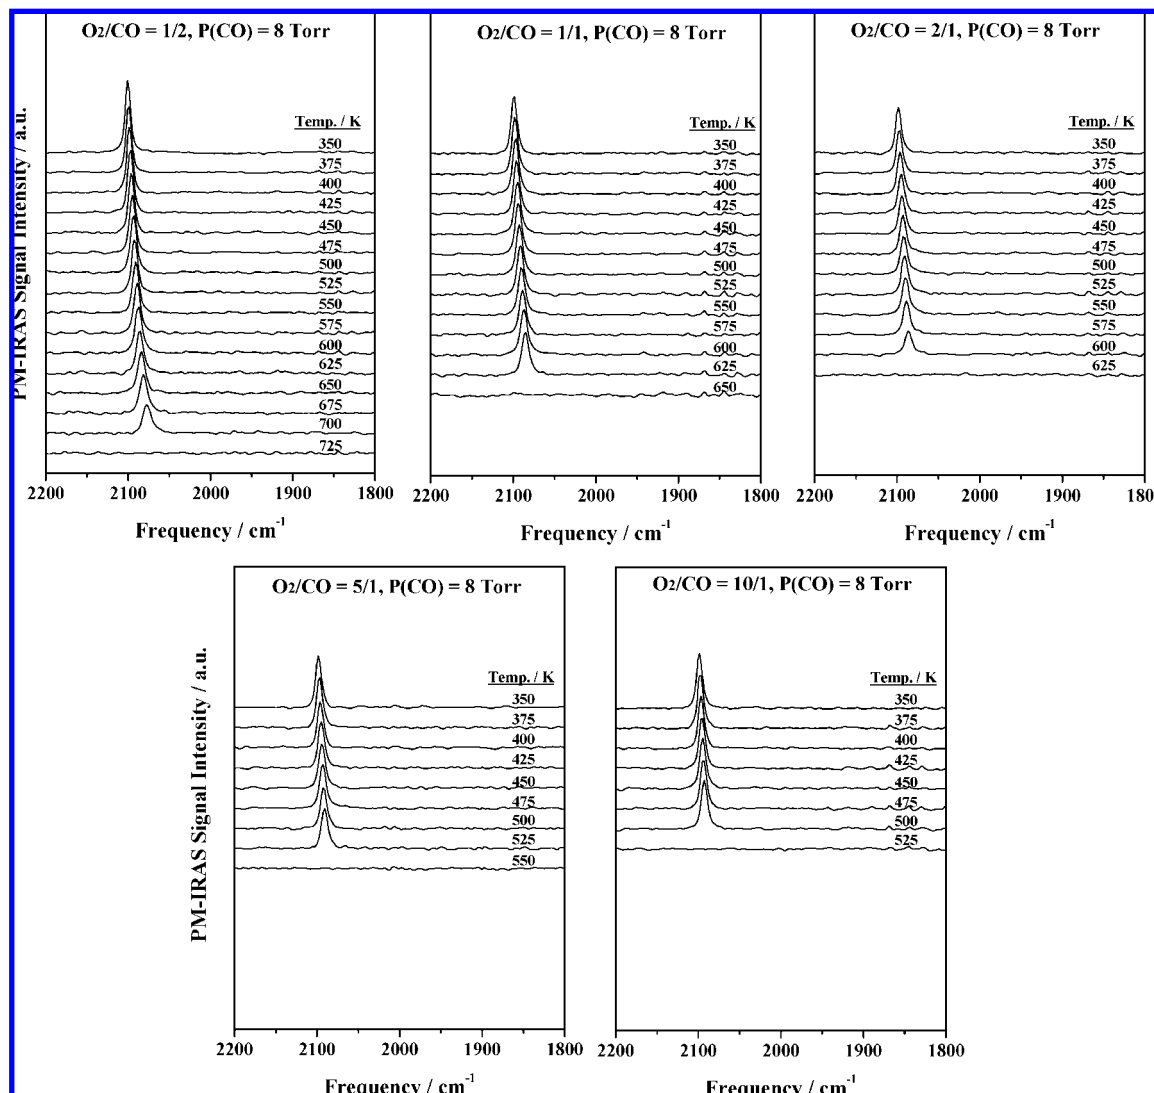 O2/CO = 1/2, P(CO) = 8 Torr
PM-IRAS Signal Intensity / a.u.
Temp. / K
350
375
400
425
450
475
500
525
550
575
600
625
650
675
700
725
2200 2100 2000 1900 1800
Frequency / cm-1
O2/CO = 1/1, P(CO) = 8 Torr
Temp. / K
350
375
400
425
450
475
500
525
550
575
600
625
650
2200 2100 2000 1900 1800
Frequency / cm-1
O2/CO = 2/1, P(CO) = 8 Torr
Temp. / K
350
375
400
425
450
475
500
525
550
575
600
625
2200 2100 2000 1900 180
Frequency / cm-1
O2/CO = 5/1, P(CO) = 8 Torr
PM-IRAS Signal Intensity / a.u.
Temp. / K
350
375
400
425
450
475
500
525
550
2200 2100 2000 1900 1800
Frequency / cm-1
O2/CO = 10/1, P(CO) = 8 Torr
Temp. / K
350
375
400
425
450
475
500
525
2200 2100 2000 1900 1800
Frequency / cm-1